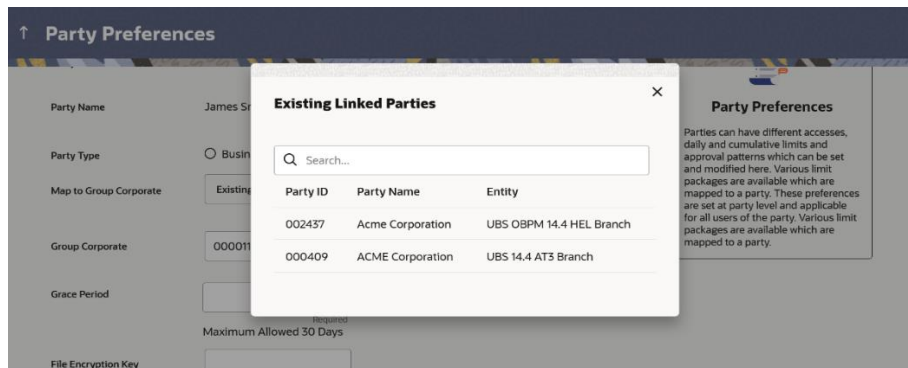 Party Preferences
Party Name
James
Party Type
Map to Group Corporate
Existing
Group Corporate
000011
Grace Period
Required
Maximum Allowed 30 Days
File Encryption Key
Existing Linked Parties
Search...
Party ID Party Name Entity
002437 Acme Corporation UBS OBPM 14.4 HEL Branch
000409 ACME Corporation UBS 14.4 AT3 Branch
Party Preferences
Parties can have different accesses,
daily and cumulative limits and
approval patterns which can be set
and modified here. Various limit
packages are available which are
mapped to a party. These preferences
are set at party level and applicable
for all users of the party. Various limit
packages are available which are
mapped to a party.